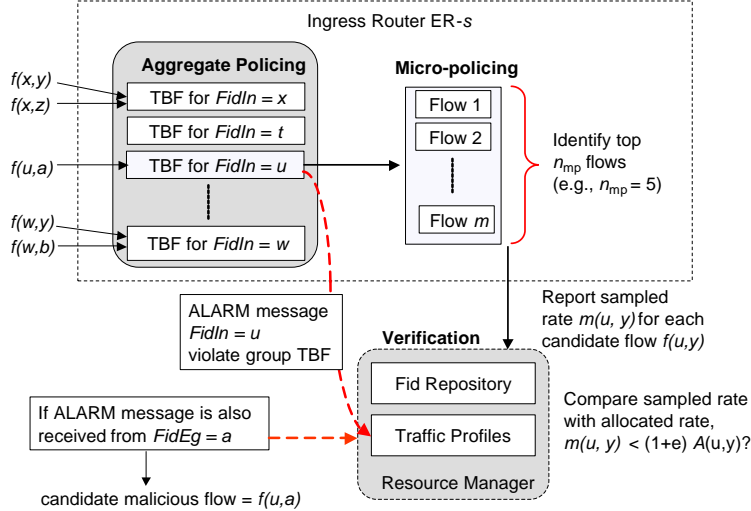 Ingress Router ER-s
Aggregate Policing
f(x,y)
f(x,z)
TBF for FidIn = x
TBF for FidIn = t
f(u,a)
TBF for FidIn = u
f(w,y)
f(w,b)
TBF for FidIn = w
Micro-policing
Flow 1
Flow 2
Flow m
Identify top
nmp flows
(e.g., nmp = 5)
ALARM message
FidIn = u
violate group TBF
Report sampled
rate m(u, y) for each
candidate flow f(u,y)
Verification
Fid Repository
Traffic Profiles
Resource Manager
Compare sampled rate
with allocated rate,
m(u, y) < (1+e) A(u,y)?
If ALARM message is also
received from FidEg = a
candidate malicious flow = f(u,a)